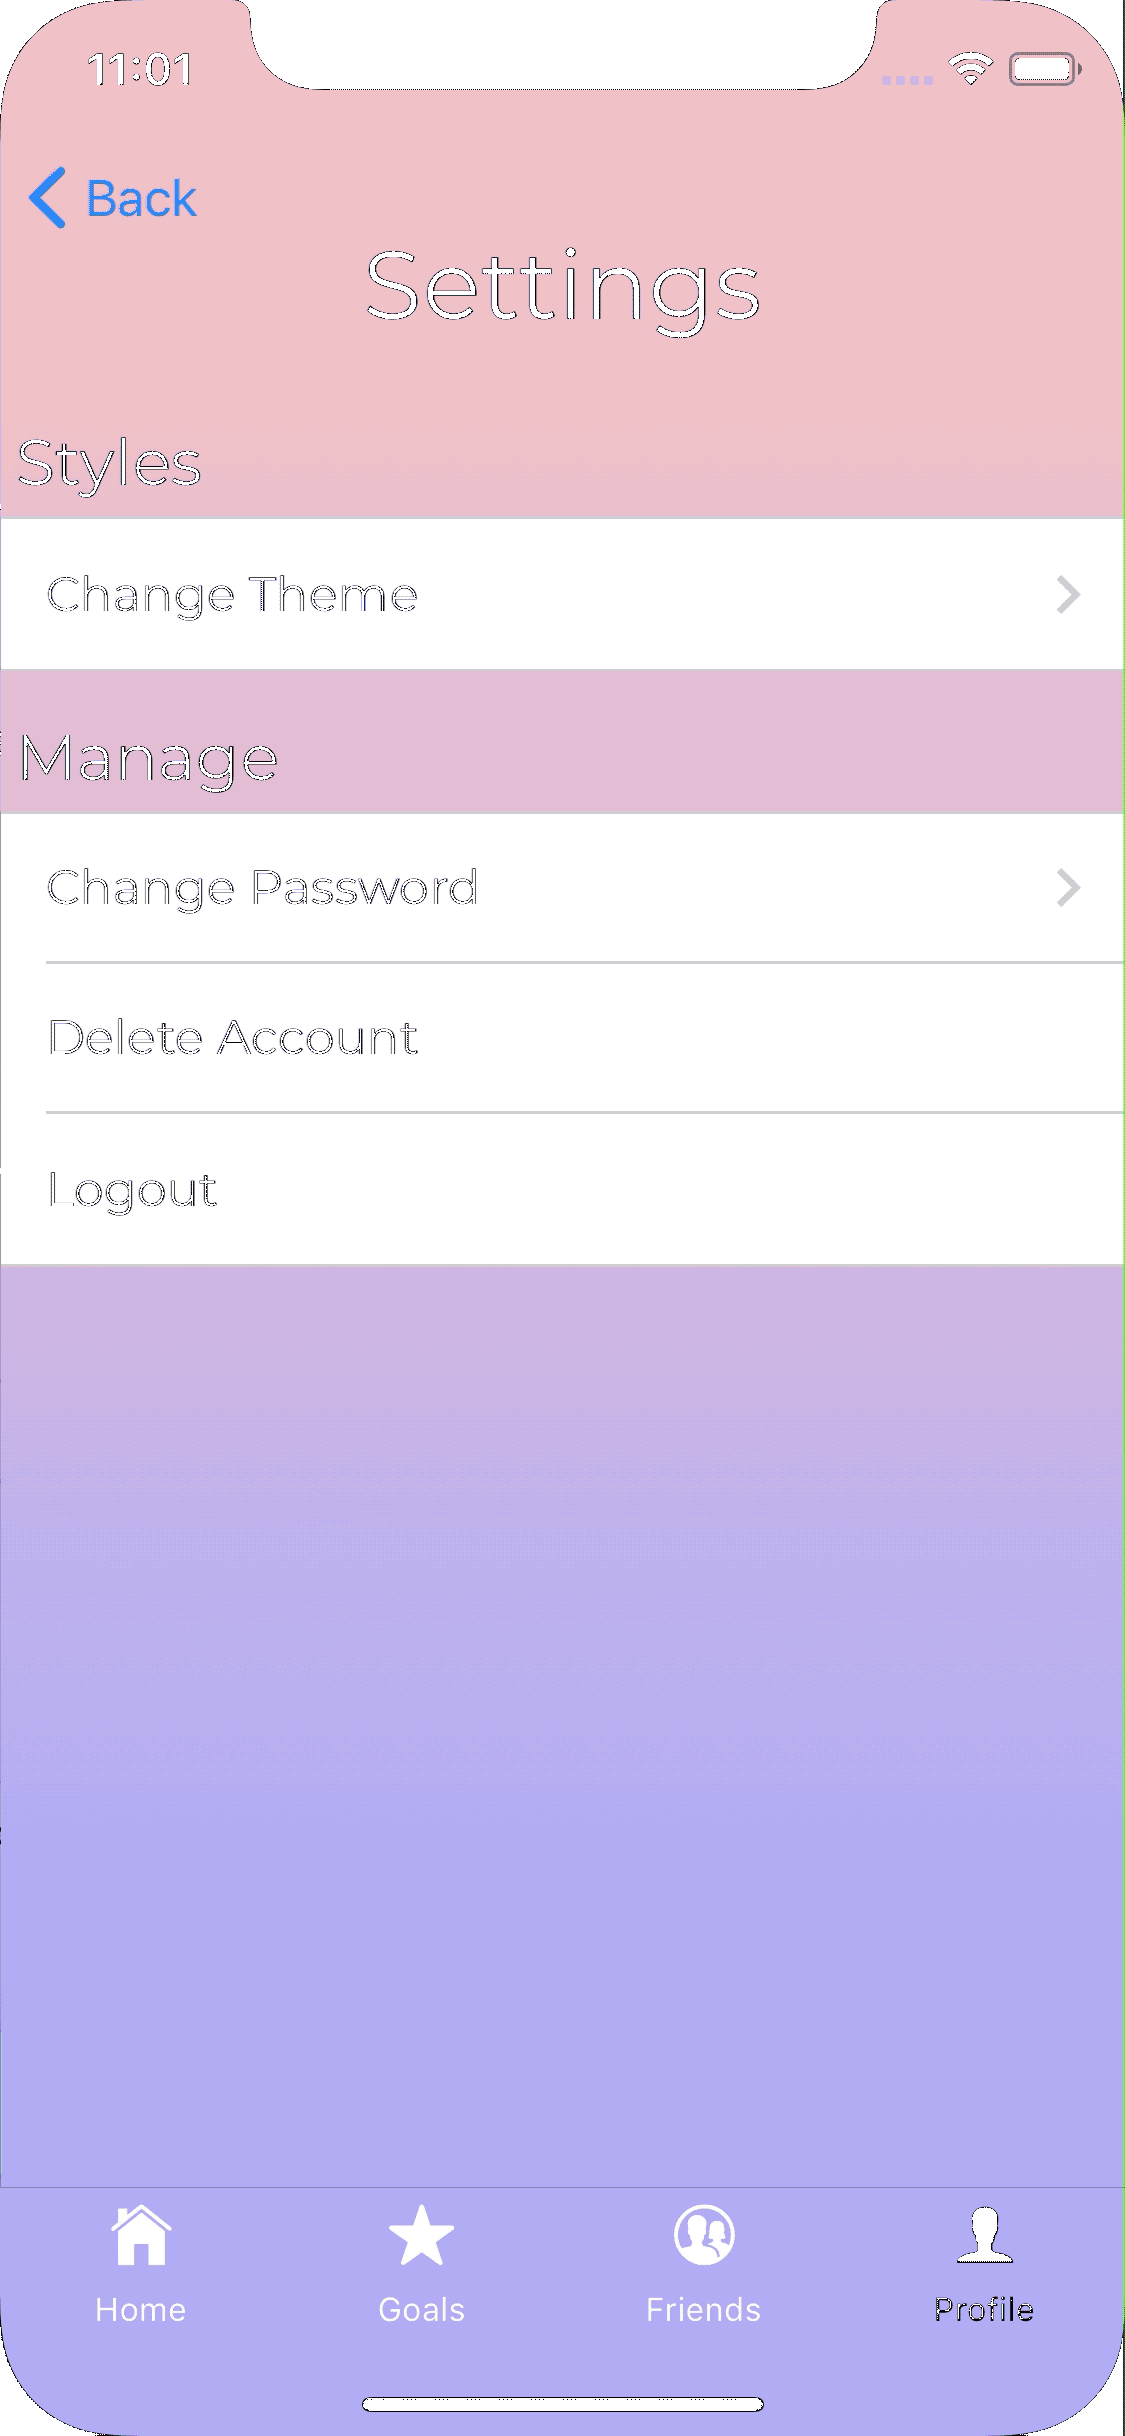 11:01
Back
Settings
Styles
Change Theme
Manage
Change Password
Delete Account
Logout
Home
Goals
Friends
Profile